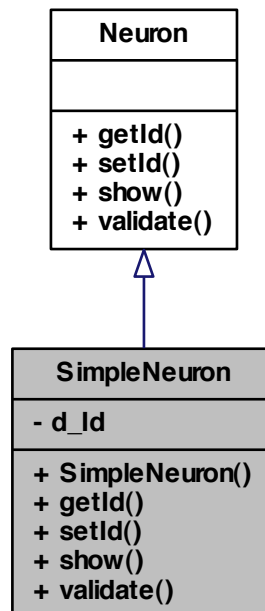 Neuron
+ getId()
+ setId()
+ show()
+ validate()
SimpleNeuron
- d_Id
+ SimpleNeuron()
+ getId()
+ setId()
+ show()
+ validate()